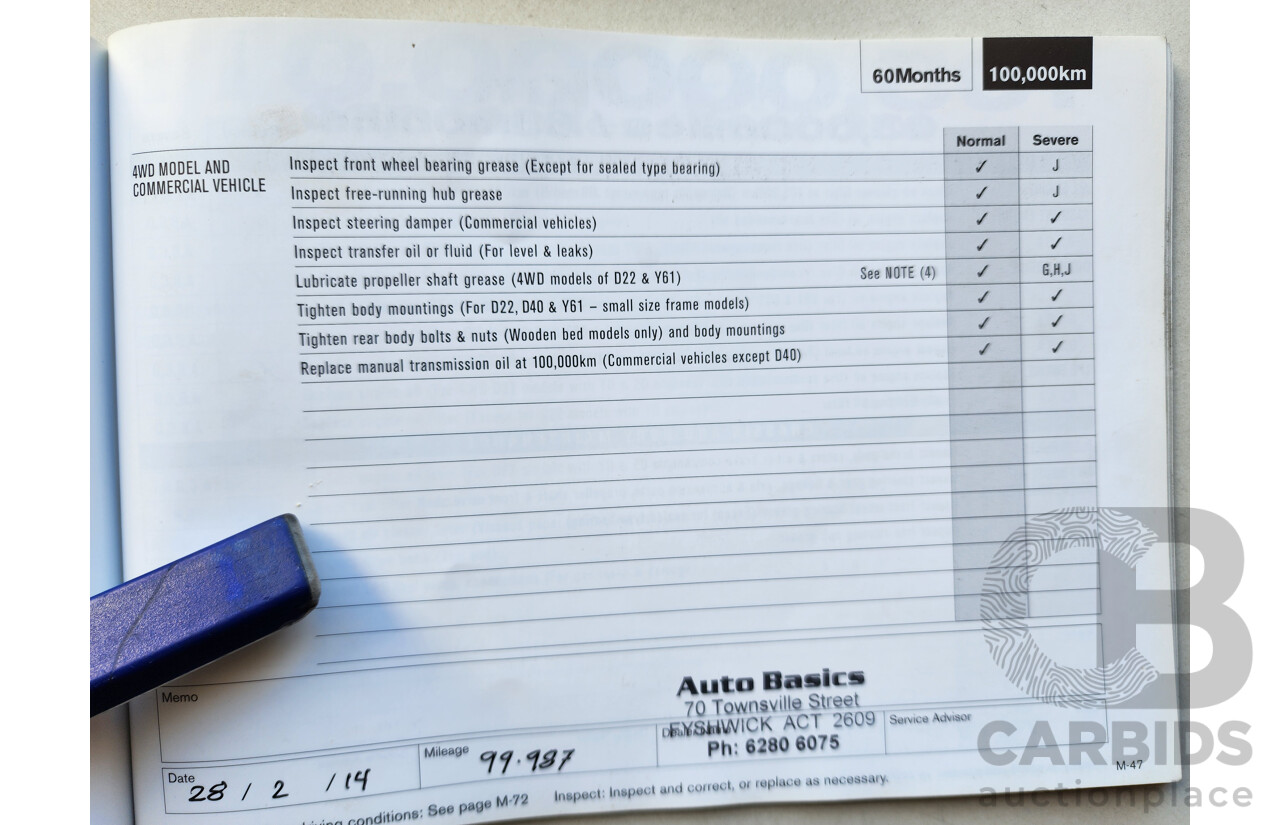 60Months 100,000km
Normal Severe
4WD MODEL AND
COMMERCIAL VEHICLE
Inspect front wheel bearing grease (Except for sealed type bearing) ✓ J
Inspect free-running hub grease ✓ J
Inspect steering damper (Commercial vehicles) ✓ ✓
Inspect transfer oil or fluid (For level & leaks) ✓ ✓
Lubricate propeller shaft grease (4WD models of D22 & Y61) See NOTE (4) ✓ G,H,J
Tighten body mountings (For D22, D40 & Y61 – small size frame models) ✓ ✓
Tighten rear body bolts & nuts (Wooden bed models only) and body mountings ✓ ✓
Replace manual transmission oil at 100,000km (Commercial vehicles except D40) ✓ ✓
Memo
Auto Basics
70 Townsville Street
FYSHWICK ACT 2609
Ph: 6280 6075
Service Advisor
Mileage 99.987
Date 28 / 2 / 14
conditions: See page M-72 Inspect: Inspect and correct, or replace as necessary.
M-47
CB
CARBIDS
auctionplace